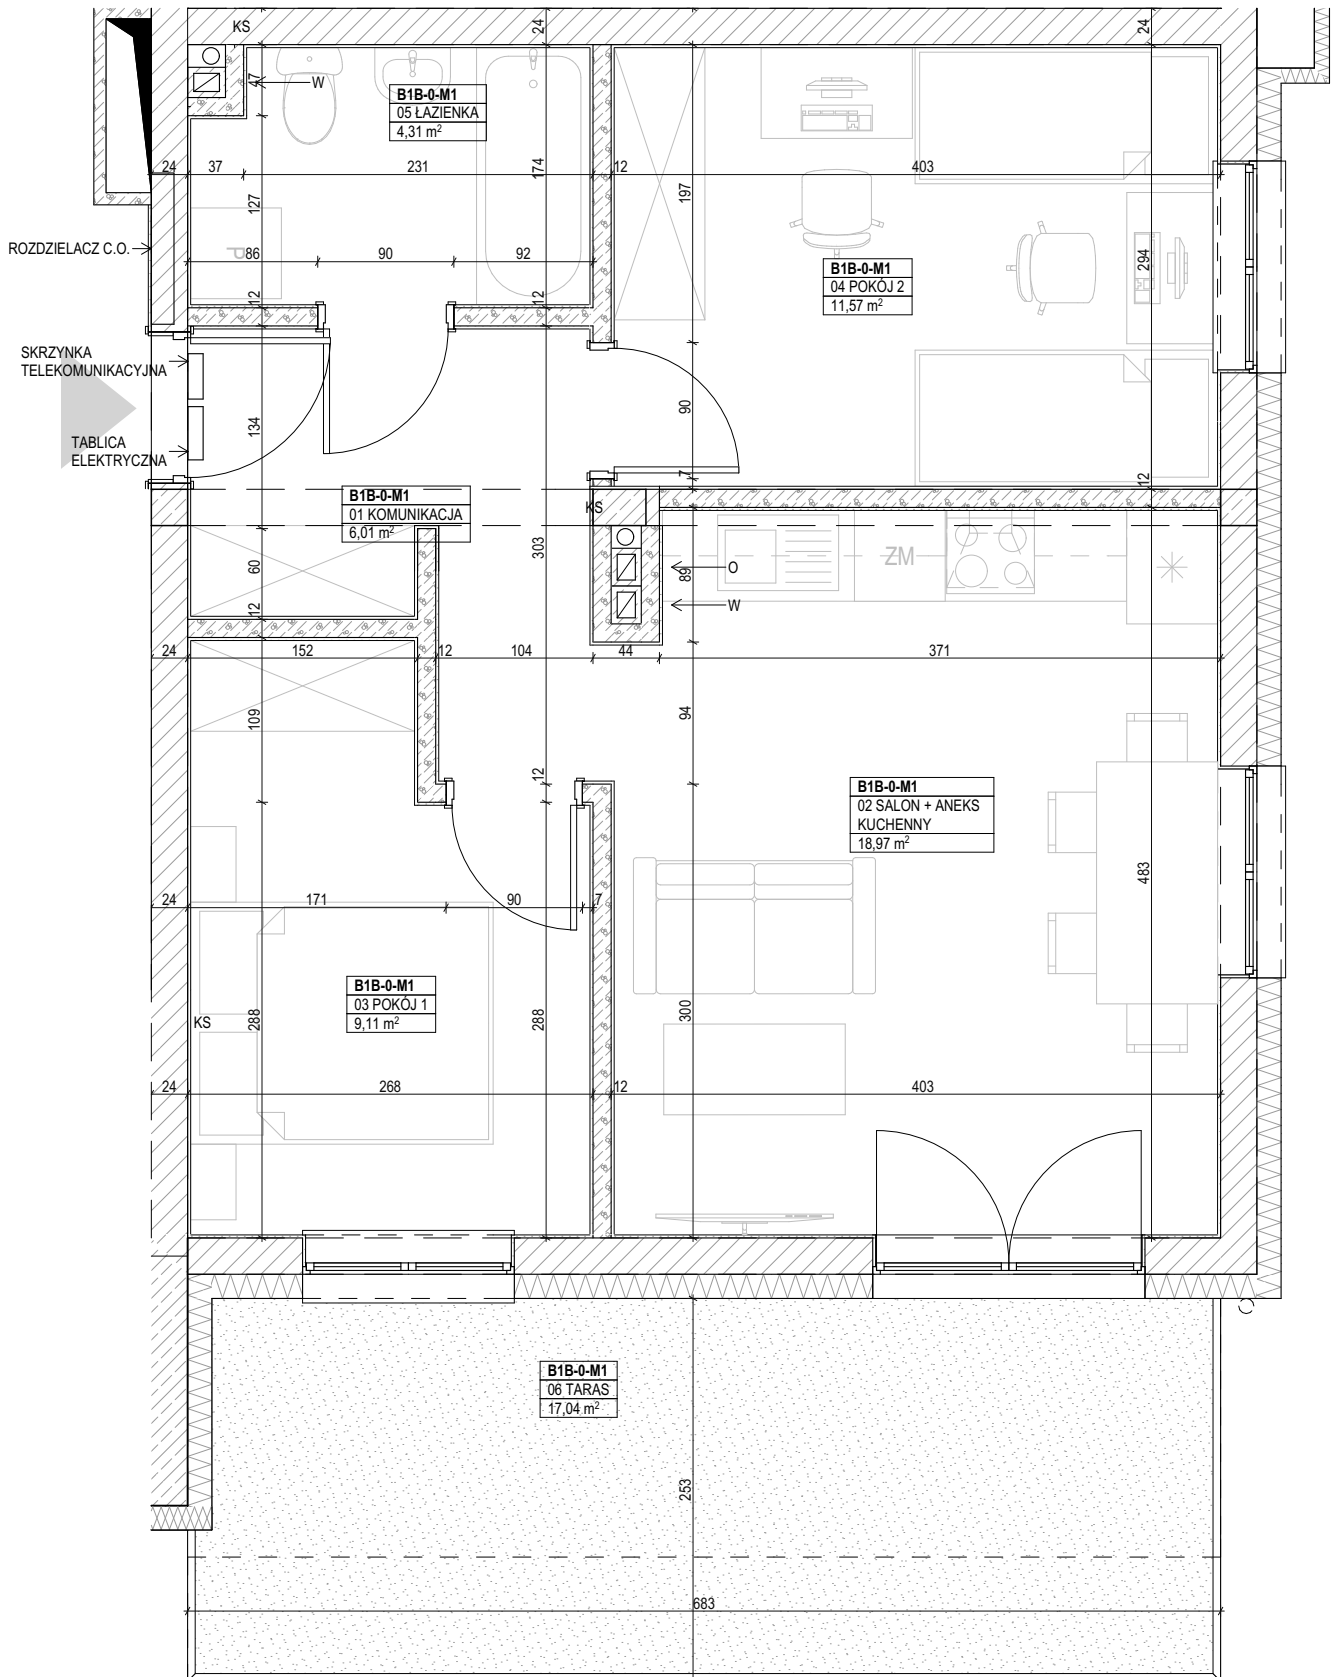 KS
24
24
47
W
B1B-0-M1
05 ŁAZIENKA
4,31 m²
24
37
231
174
12
403
127
197
ROZDZIELACZ C.O.
P
86
90
92
294
B1B-0-M1
04 POKÓJ 2
11,57 m²
12
12
SKRZYNKA
TELEKOMUNIKACYJNA
134
90
TABLICA
ELEKTRYCZNA
7
12
B1B-0-M1
01 KOMUNIKACJA
6,01 m²
KS
303
60
89
O
ZM
W
12
24
152
12
104
44
371
109
94
12
B1B-0-M1
02 SALON + ANEKS
KUCHENNY
18,97 m²
483
24
171
90
7
B1B-0-M1
03 POKÓJ 1
9,11 m²
KS
288
288
300
24
268
12
403
B1B-0-M1
06 TARAS
17,04 m²
253
683